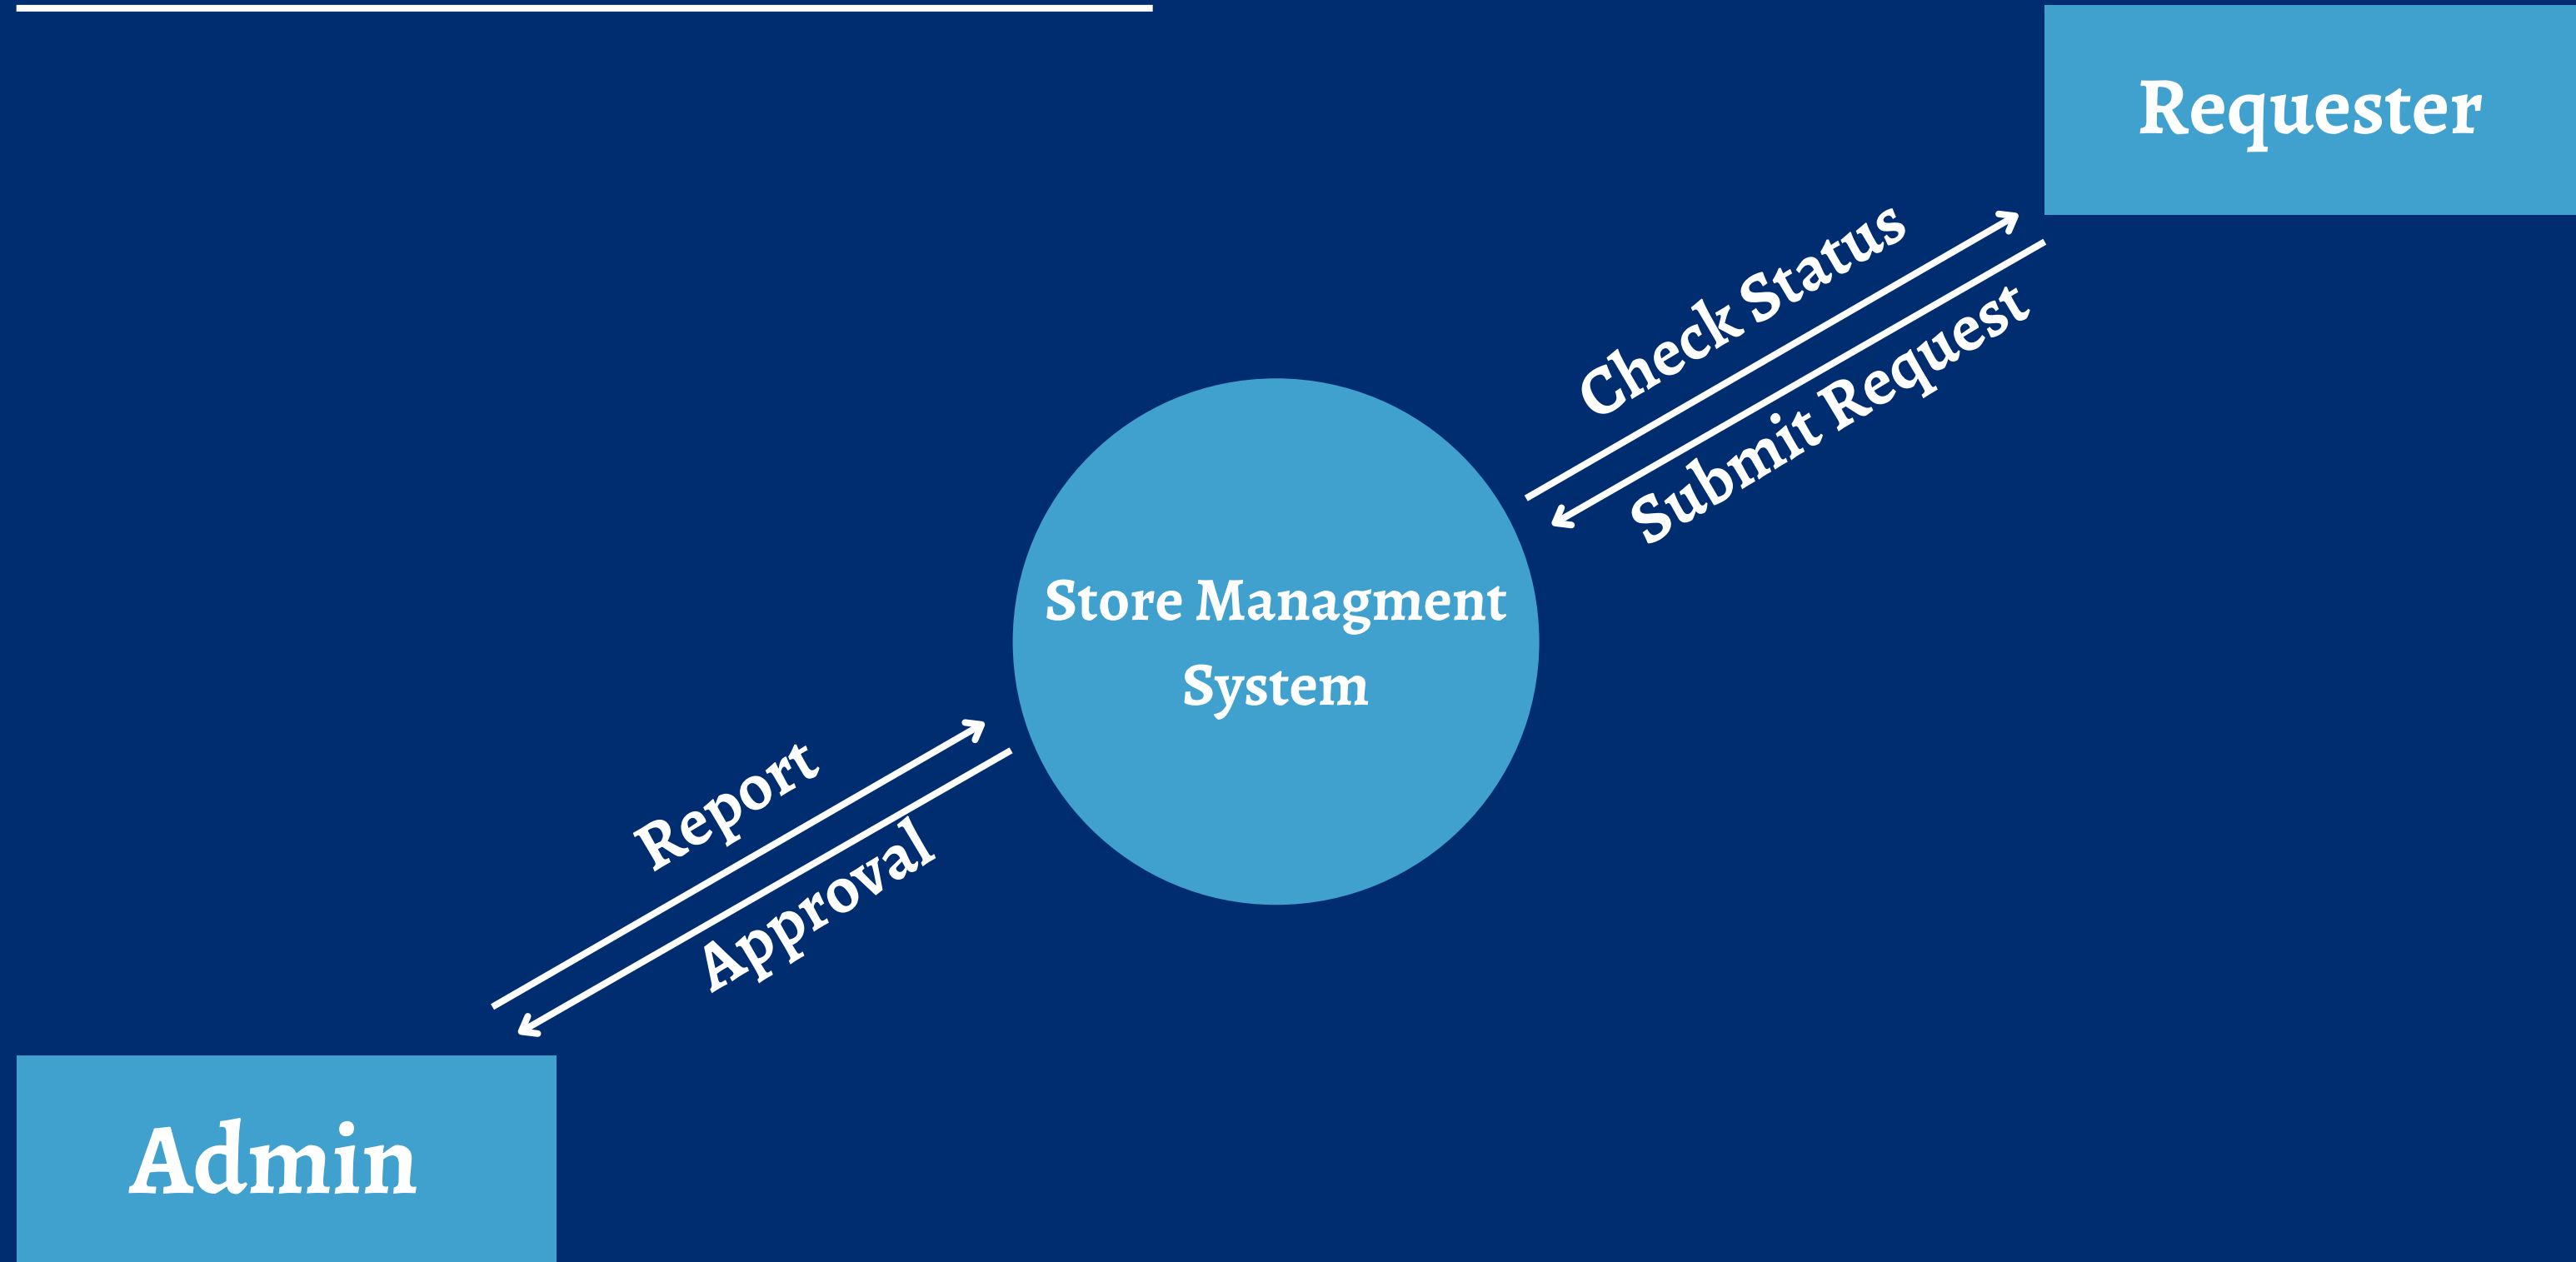 Requester
Check Status
Submit Request
Store Managment
System
Report
Approval
Admin